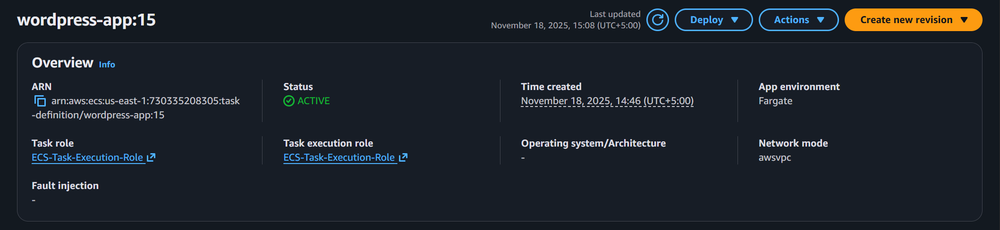 wordpress-app:15
Last updated
November 18, 2025, 15:08 (UTC+5:00)
Deploy
Actions
Create new revision
Overview Info
ARN
arn:aws:ecs:us-east-1:730335208305:task
-definition/wordpress-app:15
Status
ACTIVE
Time created
November 18, 2025, 14:46 (UTC+5:00)
App environment
Fargate
Task role
ECS-Task-Execution-Role
Task execution role
ECS-Task-Execution-Role
Operating system/Architecture
-
Network mode
awsvpc
Fault injection
-